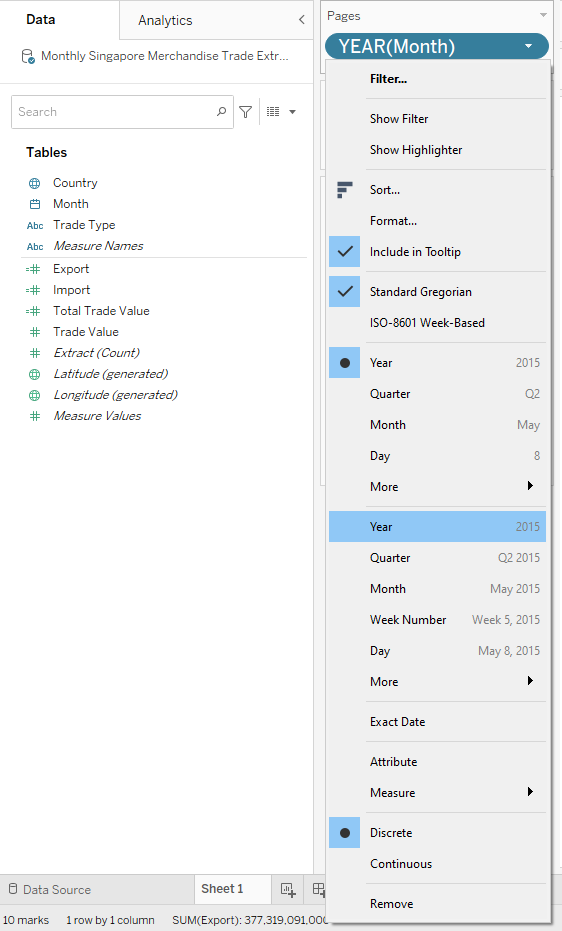 Data
Analytics
Monthly Singapore Merchandise Trade Extr...
Search
Tables
Country
Month
Abc Trade Type
Abc Measure Names
Export
Import
Total Trade Value
Trade Value
Extract (Count)
Latitude (generated)
Longitude (generated)
Measure Values
Pages
YEAR(Month)
Filter...
Show Filter
Show Highlighter
Sort...
Format...
Include in Tooltip
Standard Gregorian
ISO-8601 Week-Based
Year 2015
Quarter Q2
Month May
Day 8
More
Year 2015
Quarter Q2 2015
Month May 2015
Week Number Week 5, 2015
Day May 8, 2015
More
Exact Date
Attribute
Measure
Discrete
Continuous
Remove
Data Source
Sheet 1
10 marks 1 row by 1 column SUM(Export): 377,319,091,000